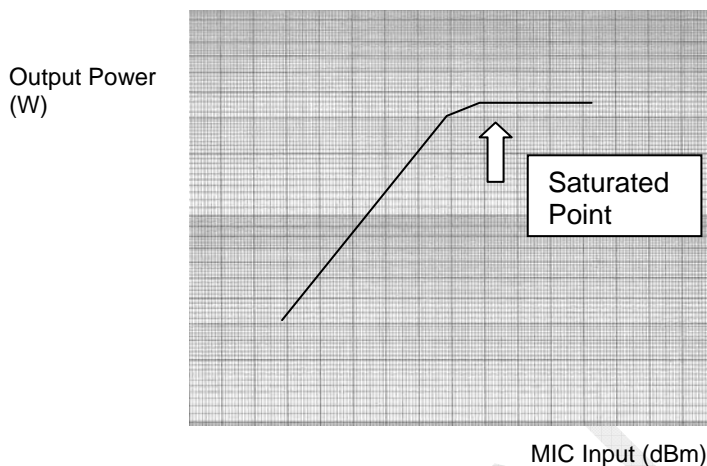 Output Power
(W)
Saturated
Point
MIC Input (dBm)